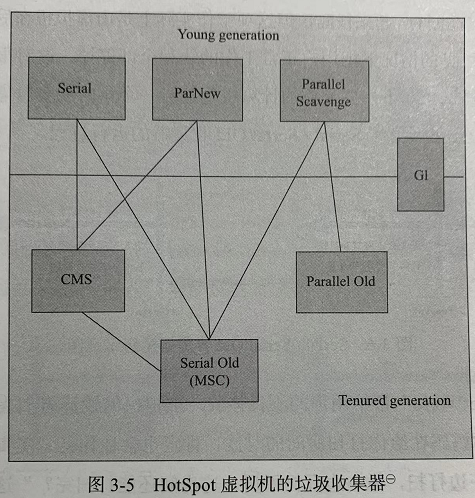 Young generation
Serial
ParNew
Parallel
Scavenge
G1
CMS
Parallel Old
Serial Old
(MSC)
Tenured generation
图 3-5 HotSpot 虚拟机的垃圾收集器㊀